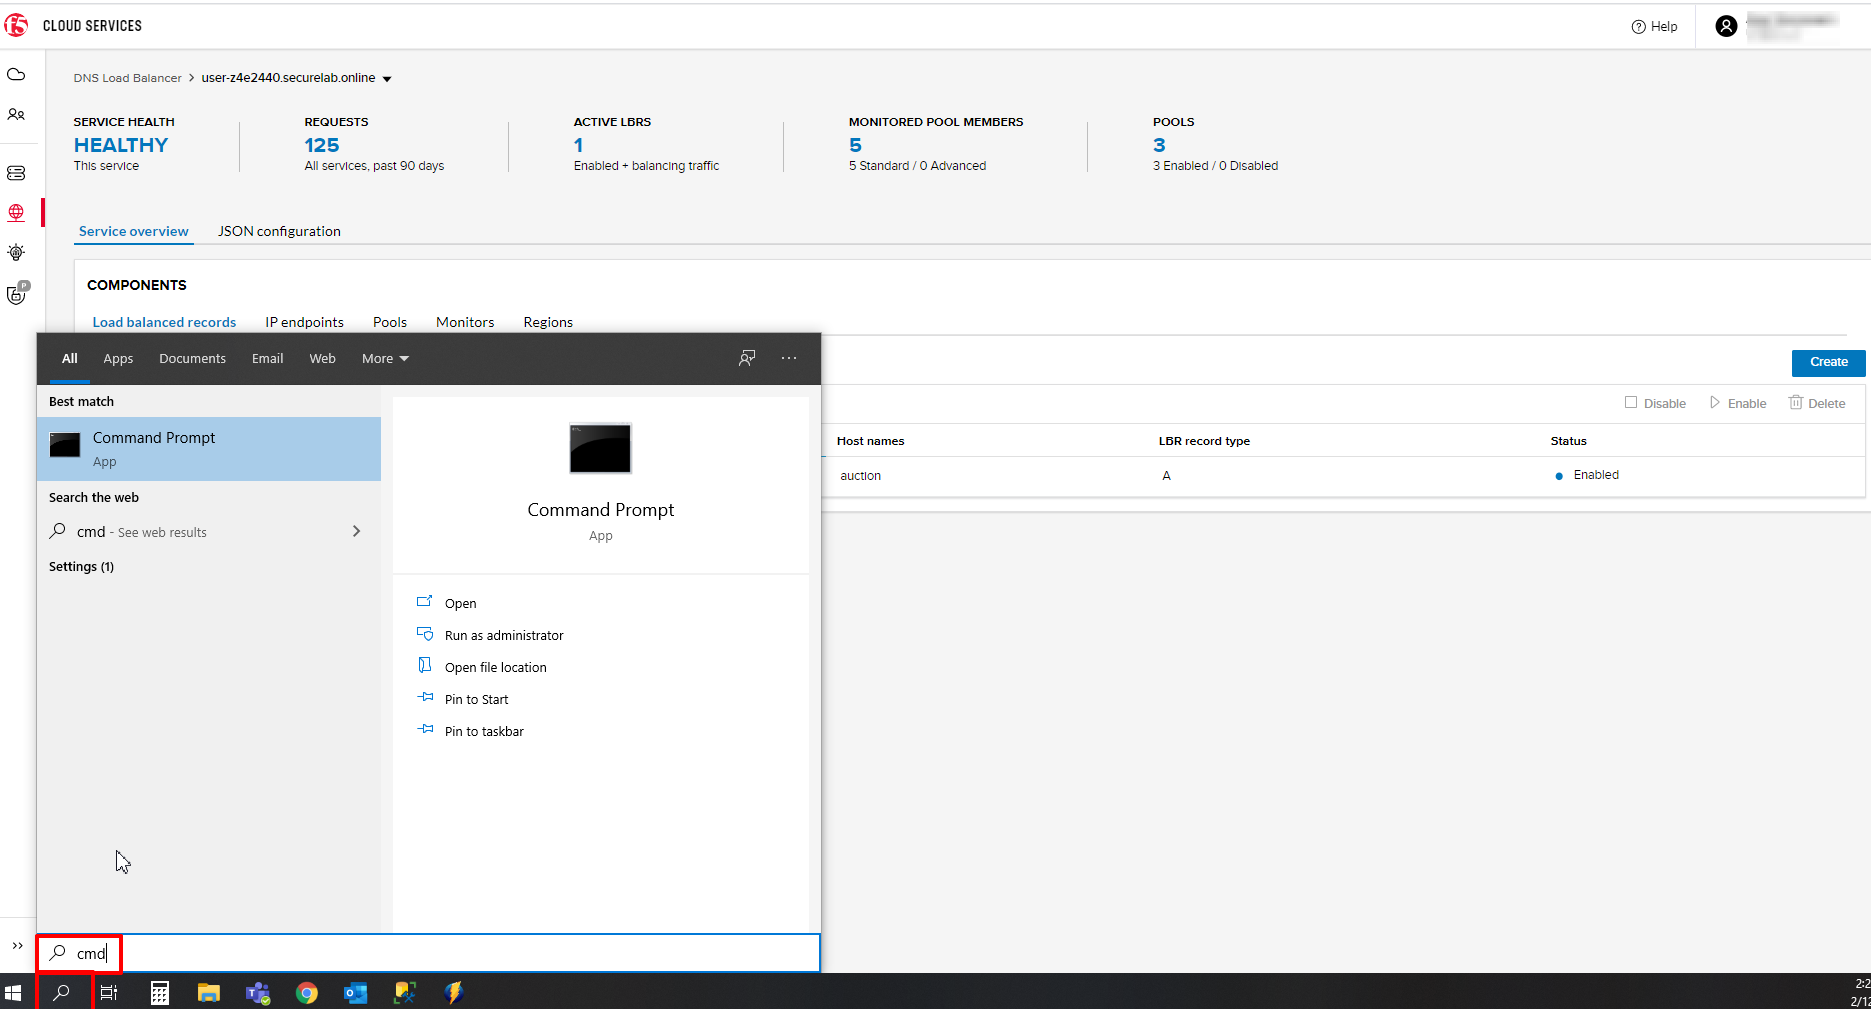 f5 CLOUD SERVICES
Help
DNS Load Balancer > user-z4e2440.securelab.online
SERVICE HEALTH
HEALTHY
This service
REQUESTS
125
All services, past 90 days
ACTIVE LBRS
1
Enabled + balancing traffic
MONITORED POOL MEMBERS
5
5 Standard / 0 Advanced
POOLS
3
3 Enabled / 0 Disabled
Service overview JSON configuration
P
COMPONENTS
Load balanced records IP endpoints Pools Monitors Regions
Create
Disable Enable Delete
Host names LBR record type Status
auction A Enabled
All Apps Documents Email Web More
Best match
Command Prompt
App
Search the web
cmd - See web results
Settings (1)
Command Prompt
App
Open
Run as administrator
Open file location
Pin to Start
Pin to taskbar
cmd
2:2
2/12